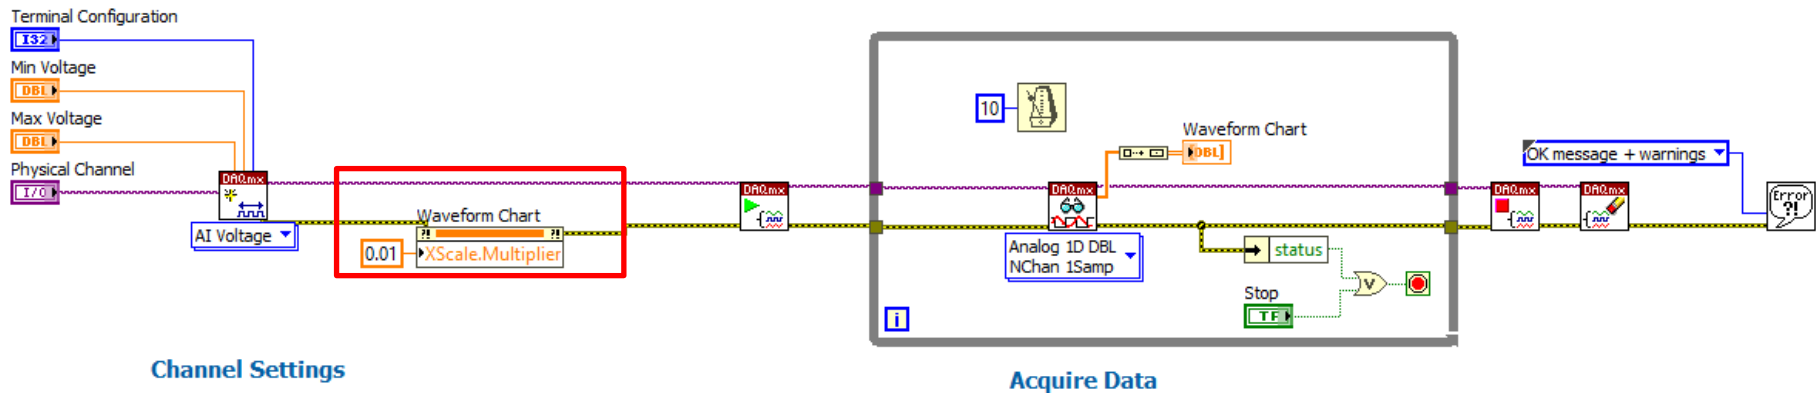 Terminal Configuration
I32
Min Voltage
DBL
Max Voltage
DBL
Physical Channel
I/O
DAQmx
AI Voltage
Waveform Chart
?! ?!
0.01
XScale.Multiplier
DAQmx
10
Waveform Chart
DBL]
DAQmx
Analog 1D DBL
NChan 1Samp
status
V
Stop
TF
i
OK message + warnings
DAQmx
DAQmx
Error
?!
Channel Settings
Acquire Data